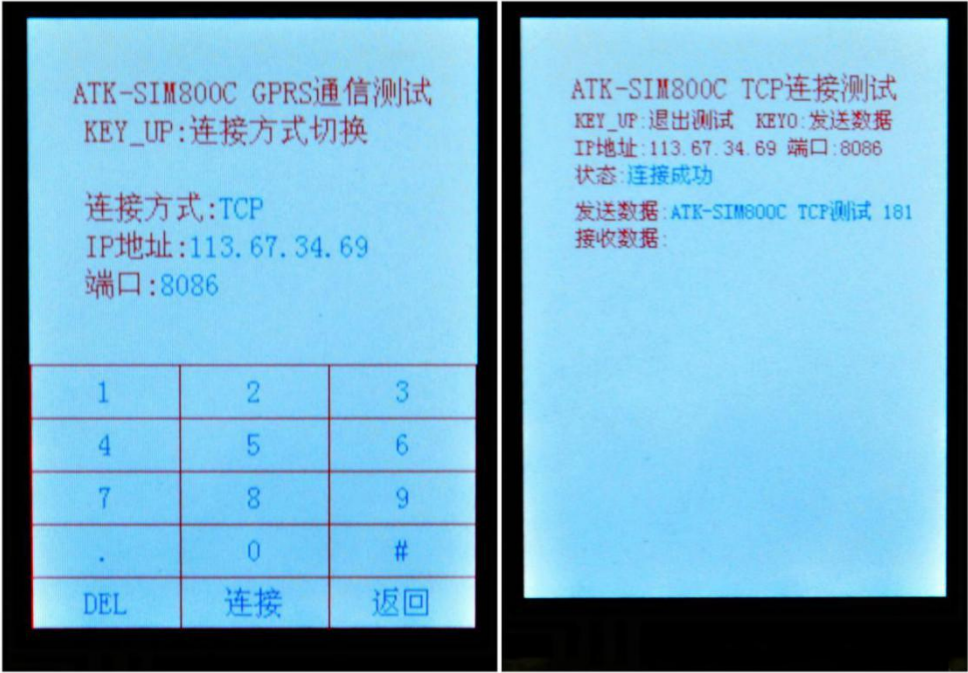 ATK-SIM800C GPRS通信测试
KEY_UP:连接方式切换
连接方式:TCP
IP地址:113.67.34.69
端口:8086
1 2 3
4 5 6
7 8 9
. 0 #
DEL 连接 返回
ATK-SIM800C TCP连接测试
KEY_UP:退出测试 KEY0:发送数据
IP地址:113.67.34.69 端口:8086
状态:连接成功
发送数据:ATK-SIM800C TCP测试 181
接收数据: